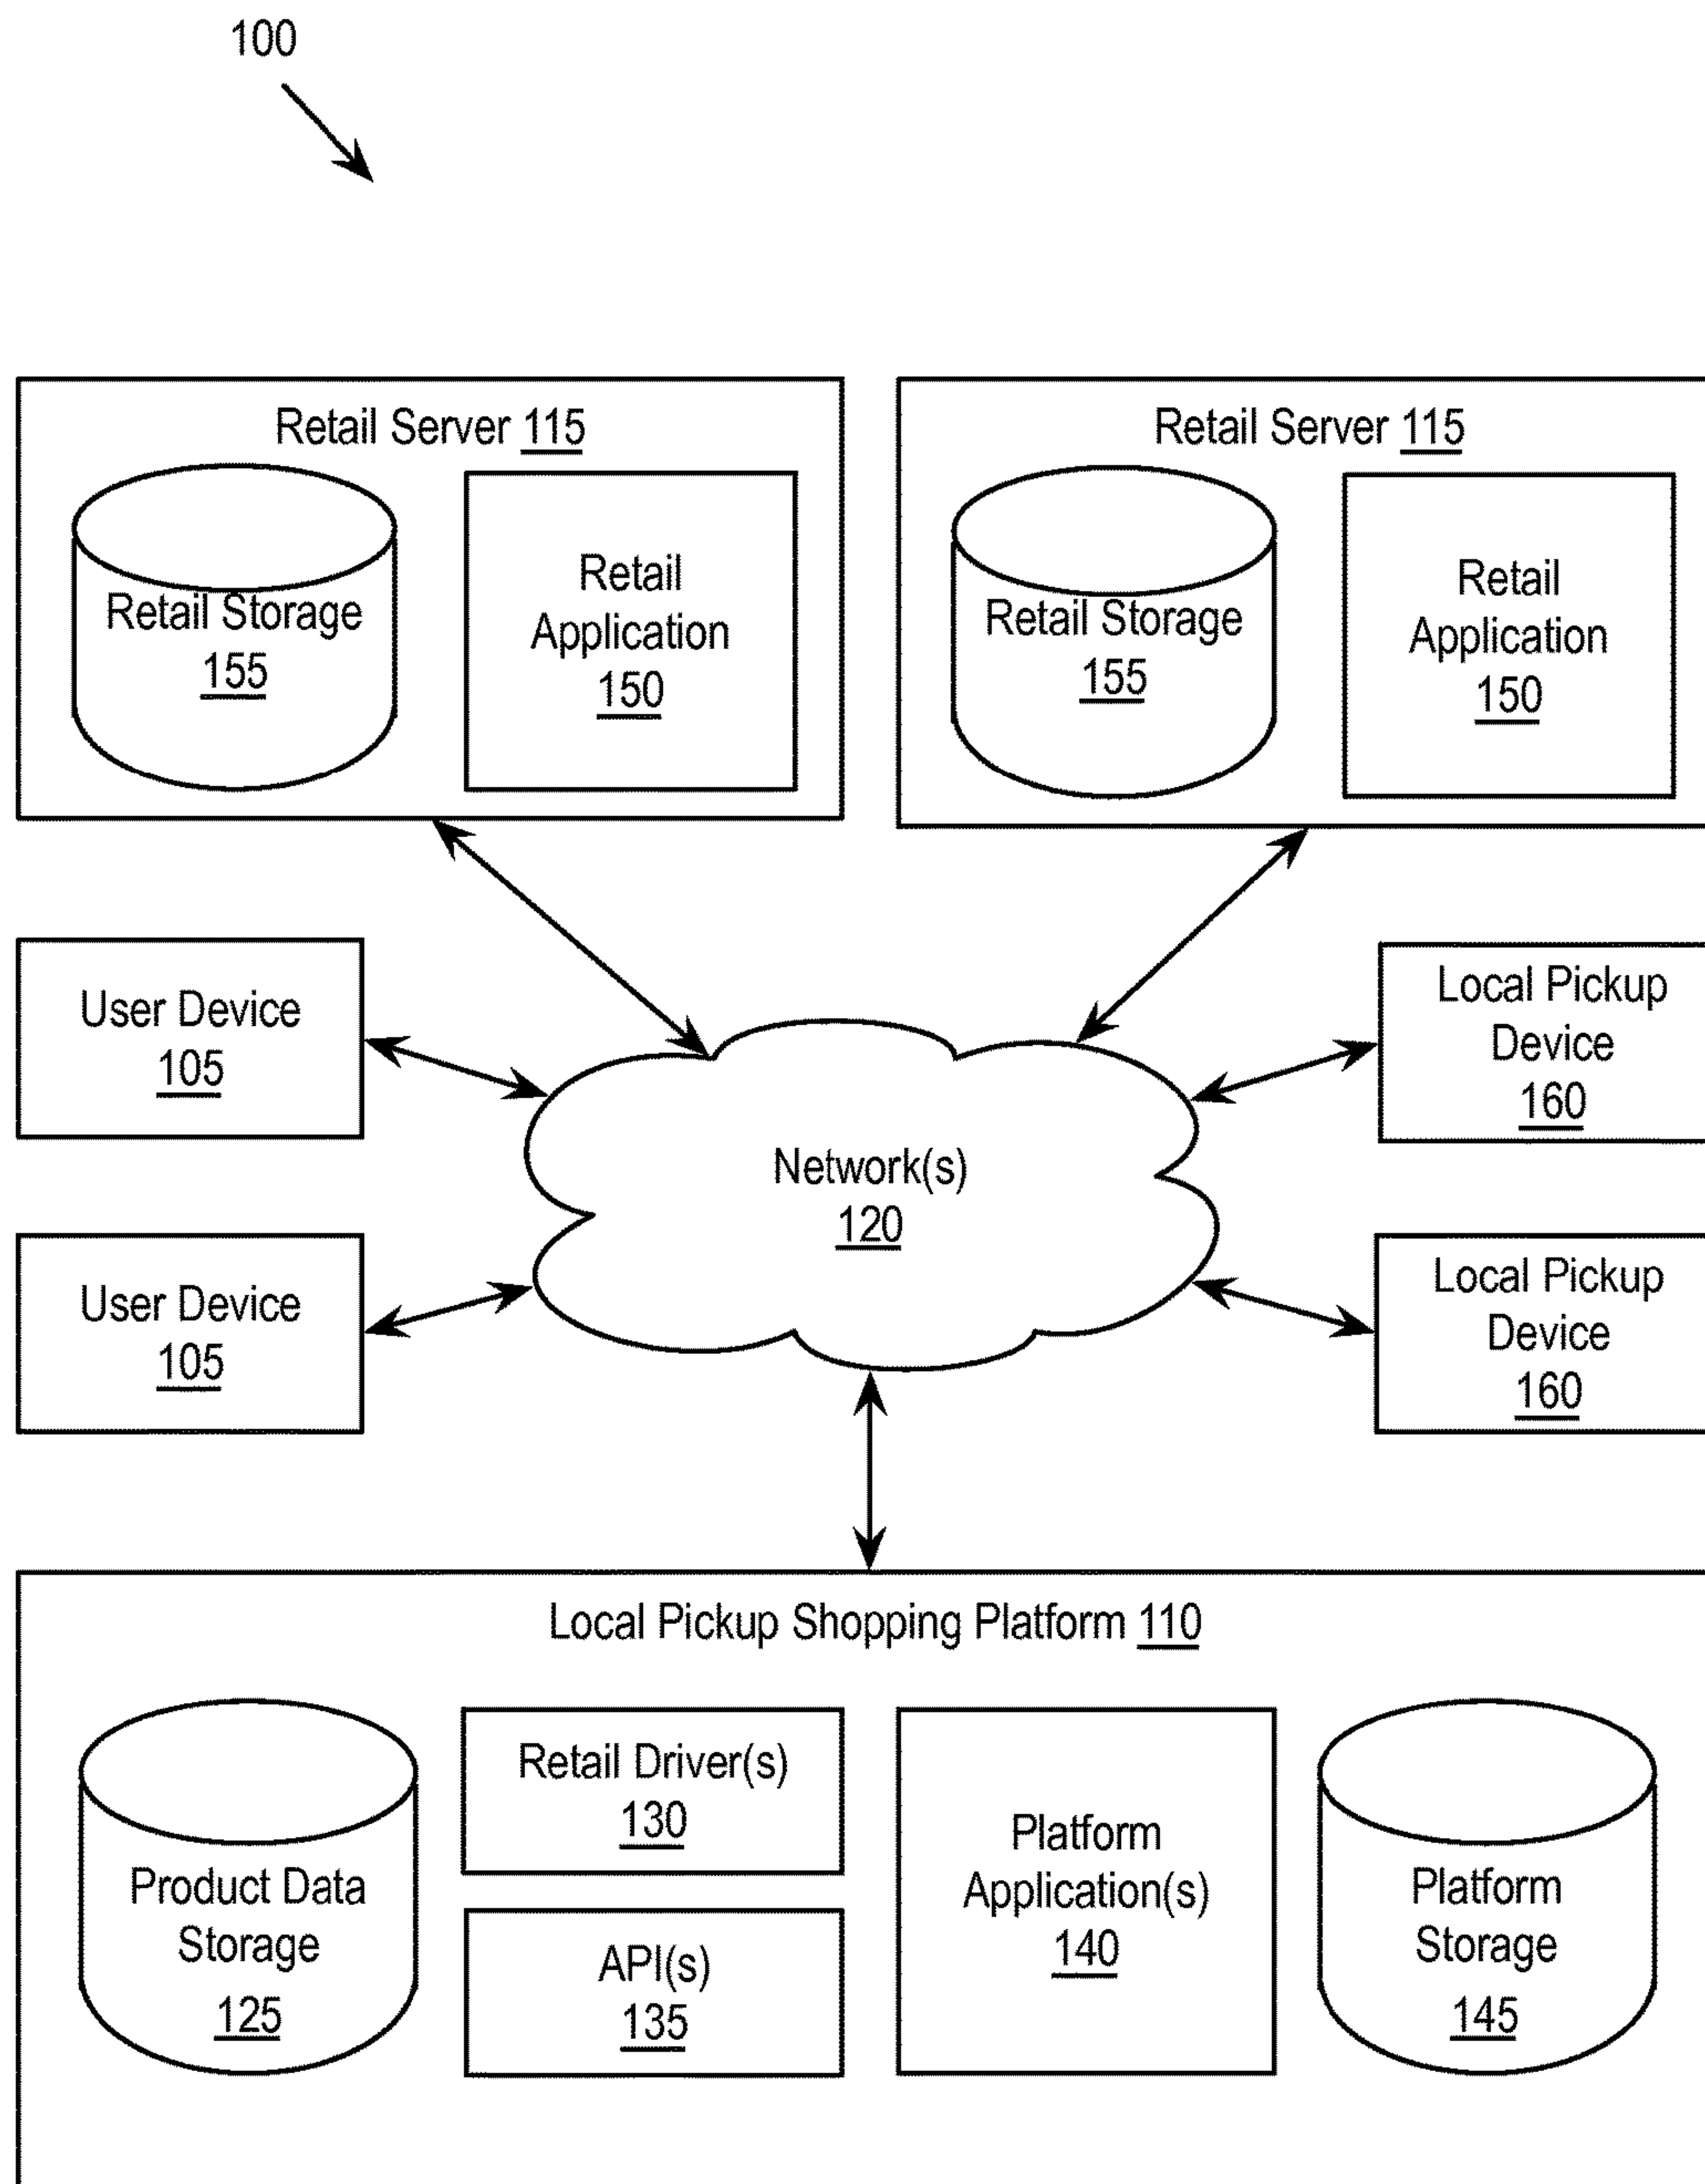 100
Retail Server 115
Retail Storage
155
Retail
Application
150
Retail Server 115
Retail Storage
155
Retail
Application
150
User Device
105
Local Pickup
Device
160
Network(s)
120
User Device
105
Local Pickup
Device
160
Local Pickup Shopping Platform 110
Product Data
Storage
125
Retail Driver(s)
130
API(s)
135
Platform
Application(s)
140
Platform
Storage
145